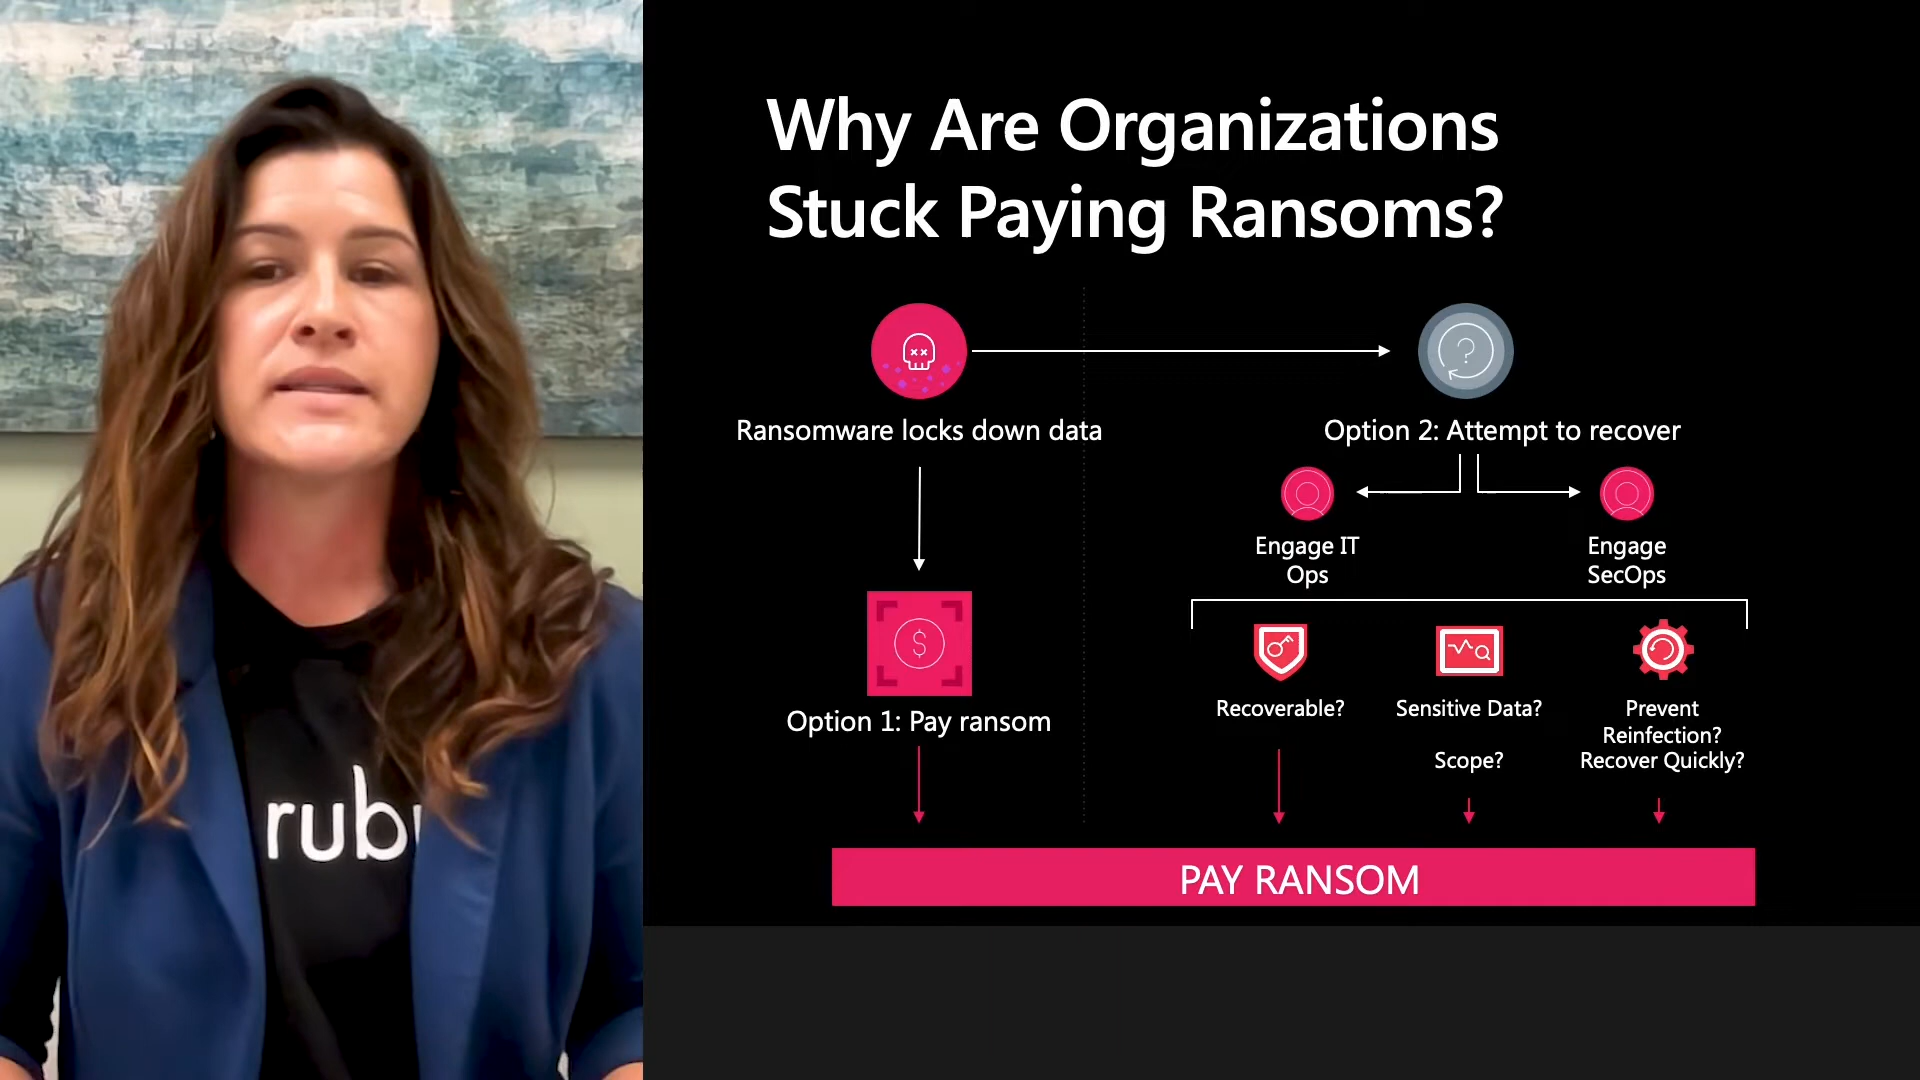 Why Are Organizations
Stuck Paying Ransoms?
?
Ransomware locks down data
Option 2: Attempt to recover
Engage IT
Ops
Engage
SecOps
$
Option 1: Pay ransom
Recoverable?
Sensitive Data?
Scope?
Prevent
Reinfection?
Recover Quickly?
rub
PAY RANSOM